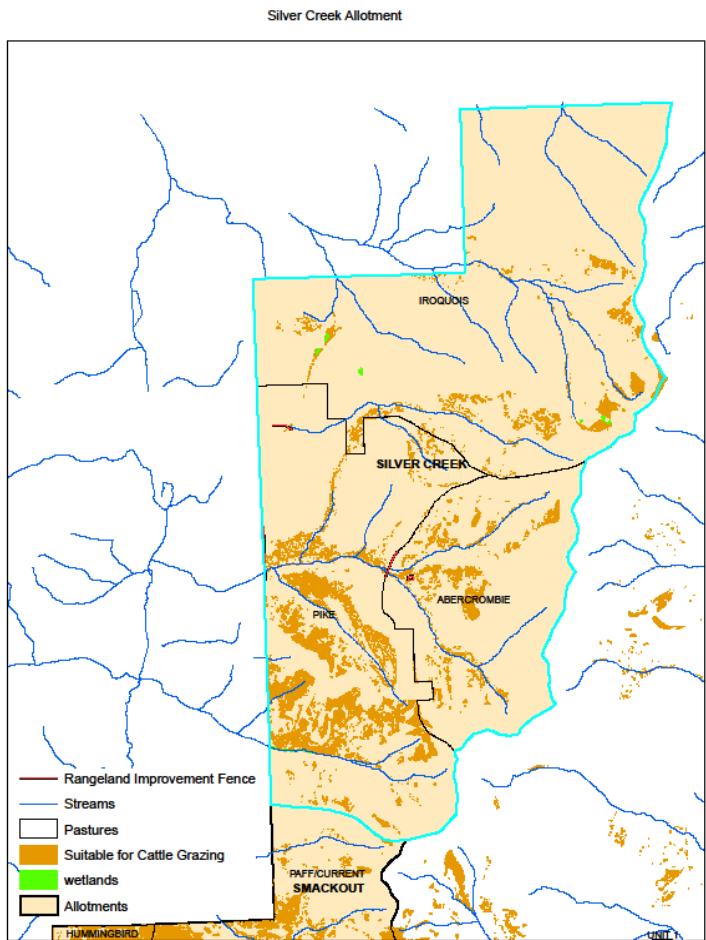 Silver Creek Allotment
IROQUOIS
SILVER CREEK
ABERCROMBIE
PIKE
Rangeland Improvement Fence
Streams
Pastures
Suitable for Cattle Grazing
wetlands
Allotments
PAFF/CURRENT
SMACKOUT
HUMMINGBIRD
UNIT 1